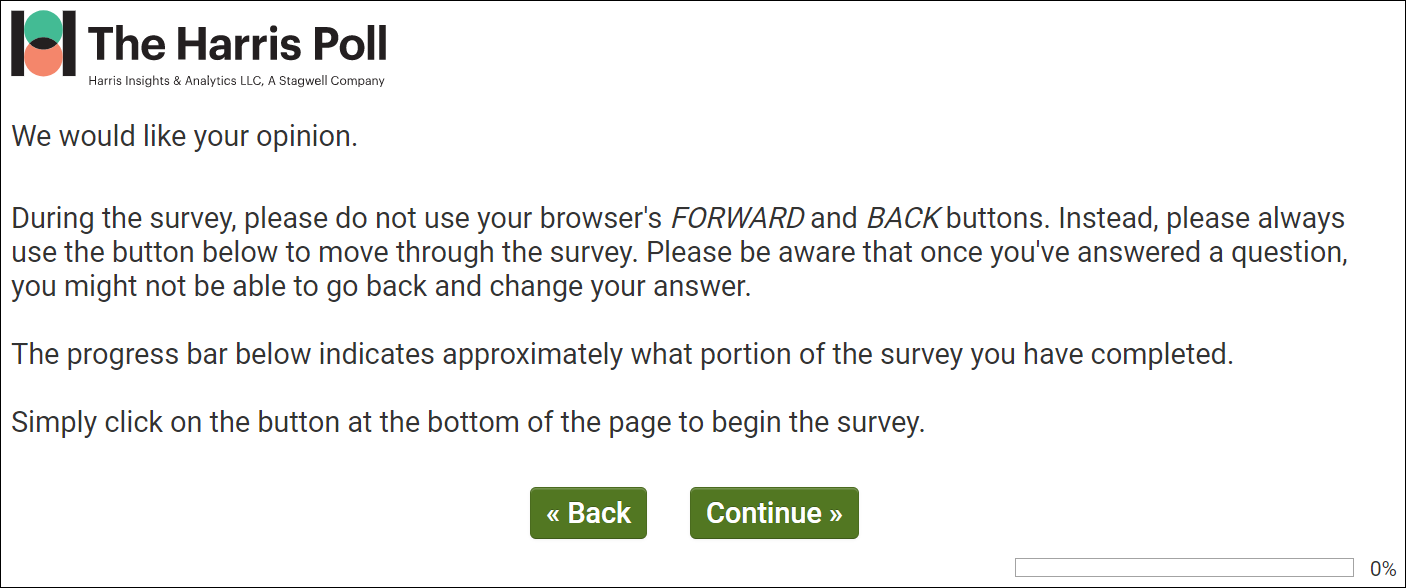 The Harris Poll
Harris Insights & Analytics LLC, A Stagwell Company
We would like your opinion.
During the survey, please do not use your browser's FORWARD and BACK buttons. Instead, please always
use the button below to move through the survey. Please be aware that once you've answered a question,
you might not be able to go back and change your answer.
The progress bar below indicates approximately what portion of the survey you have completed.
Simply click on the button at the bottom of the page to begin the survey.
« Back
Continue »
0%